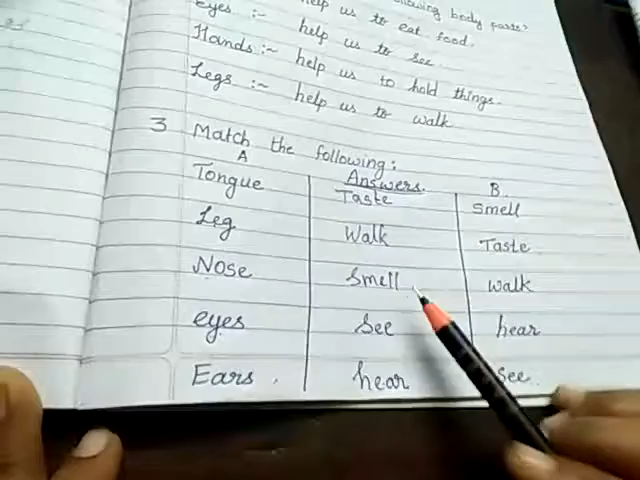 help us to eat food.
Eyes :- help us to see.
Hands :- help us to hold things.
Legs :- help us to walk
3 Match the following:
A Answers. B
Tongue Taste Smell
Leg Walk Taste
Nose Smell walk
eyes See hear
Ears. hear See